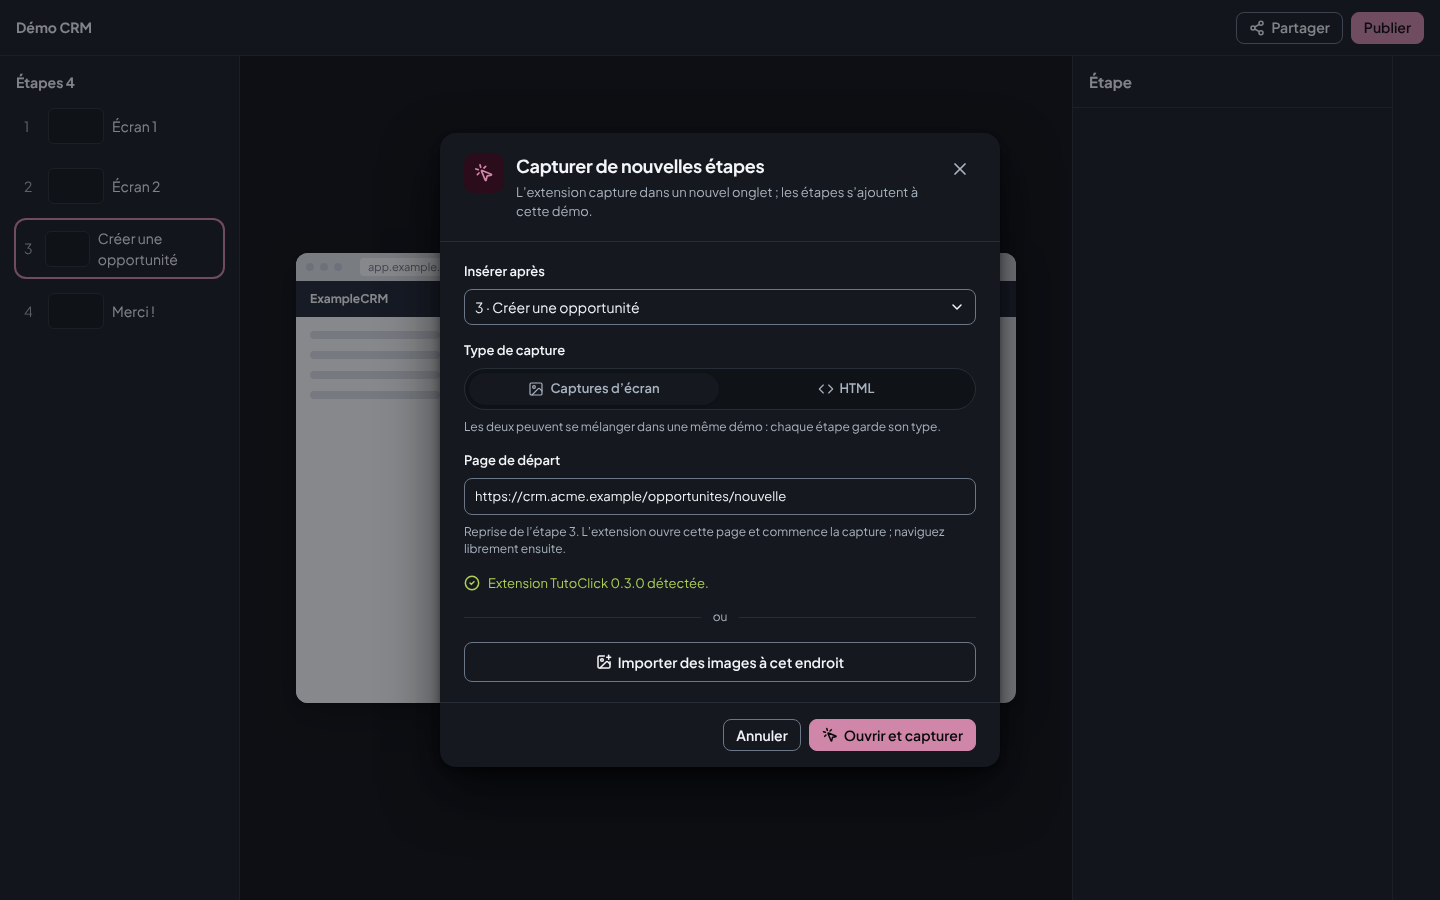 Démo CRM
Partager
Publier
Étapes 4
1
Écran 1
2
Écran 2
3
Créer une
opportunité
4
Merci !
Étape
app.example.
ExampleCRM
Capturer de nouvelles étapes
L’extension capture dans un nouvel onglet ; les étapes s’ajoutent à
cette démo.
Insérer après
3 · Créer une opportunité
Type de capture
Captures d’écran
HTML
Les deux peuvent se mélanger dans une même démo : chaque étape garde son type.
Page de départ
https://crm.acme.example/opportunites/nouvelle
Reprise de l’étape 3. L’extension ouvre cette page et commence la capture ; naviguez
librement ensuite.
Extension TutoClick 0.3.0 détectée.
ou
Importer des images à cet endroit
Annuler
Ouvrir et capturer